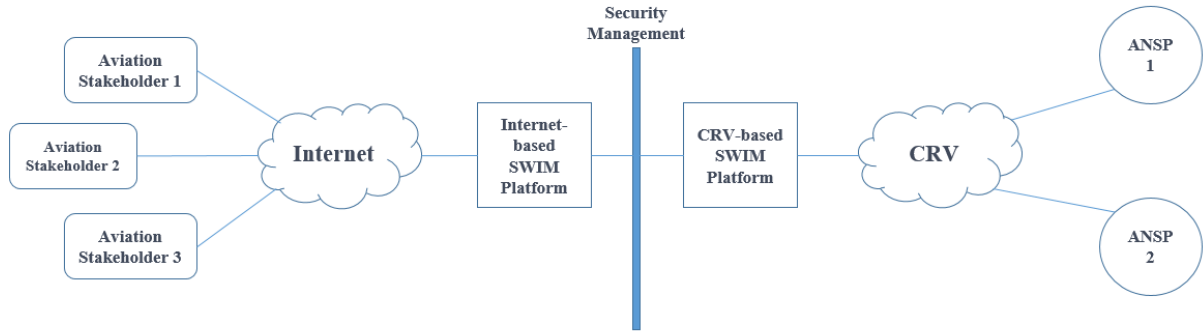 Security
Management
Aviation
Stakeholder 1
Aviation
Stakeholder 2
Aviation
Stakeholder 3
Internet
Internet-
based
SWIM
Platform
CRV-based
SWIM
Platform
CRV
ANSP
1
ANSP
2